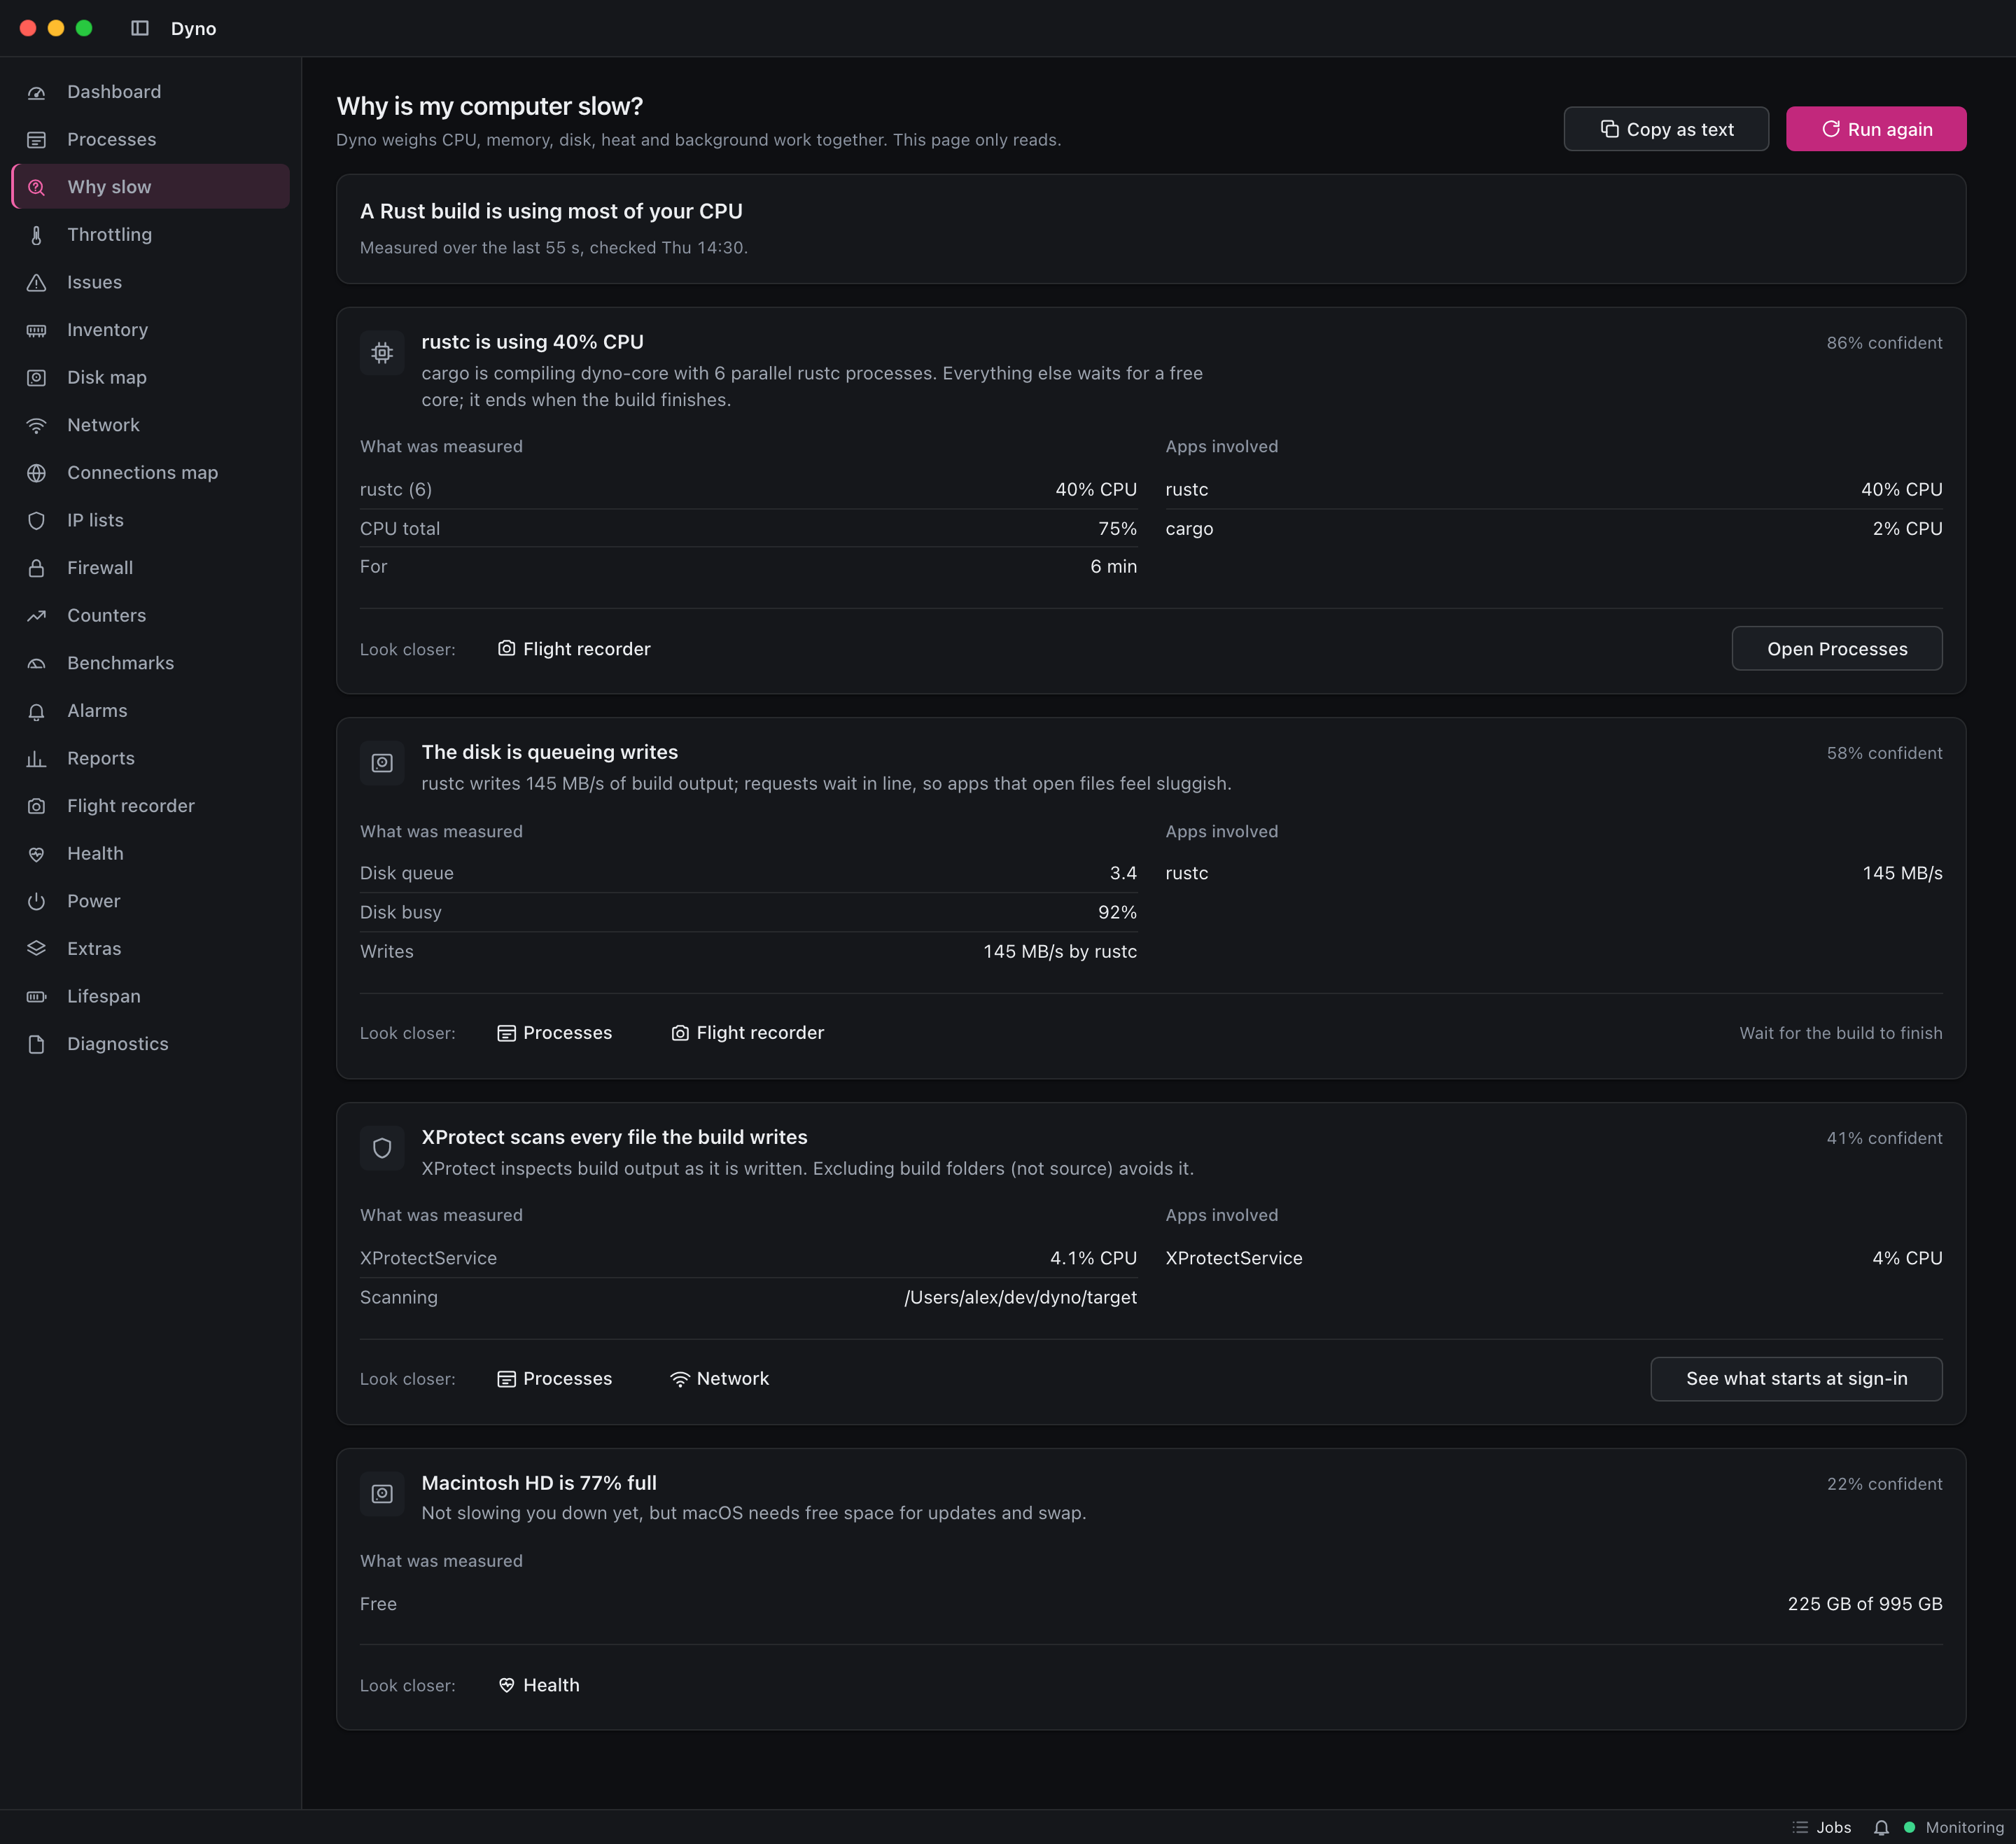 Dyno
Dashboard
Processes
Why slow
Throttling
Issues
Inventory
Disk map
Network
Connections map
IP lists
Firewall
Counters
Benchmarks
Alarms
Reports
Flight recorder
Health
Power
Extras
Lifespan
Diagnostics
Why is my computer slow?
Dyno weighs CPU, memory, disk, heat and background work together. This page only reads.
Copy as text
Run again
A Rust build is using most of your CPU
Measured over the last 55 s, checked Thu 14:30.
rustc is using 40% CPU
86% confident
cargo is compiling dyno-core with 6 parallel rustc processes. Everything else waits for a free
core; it ends when the build finishes.
What was measured
rustc (6) 40% CPU
CPU total 75%
For 6 min
Apps involved
rustc 40% CPU
cargo 2% CPU
Look closer: Flight recorder
Open Processes
The disk is queueing writes
58% confident
rustc writes 145 MB/s of build output; requests wait in line, so apps that open files feel sluggish.
What was measured
Disk queue 3.4
Disk busy 92%
Writes 145 MB/s by rustc
Apps involved
rustc 145 MB/s
Look closer: Processes Flight recorder
Wait for the build to finish
XProtect scans every file the build writes
41% confident
XProtect inspects build output as it is written. Excluding build folders (not source) avoids it.
What was measured
XProtectService 4.1% CPU
Scanning /Users/alex/dev/dyno/target
Apps involved
XProtectService 4% CPU
Look closer: Processes Network
See what starts at sign-in
Macintosh HD is 77% full
22% confident
Not slowing you down yet, but macOS needs free space for updates and swap.
What was measured
Free 225 GB of 995 GB
Look closer: Health
Jobs
Monitoring